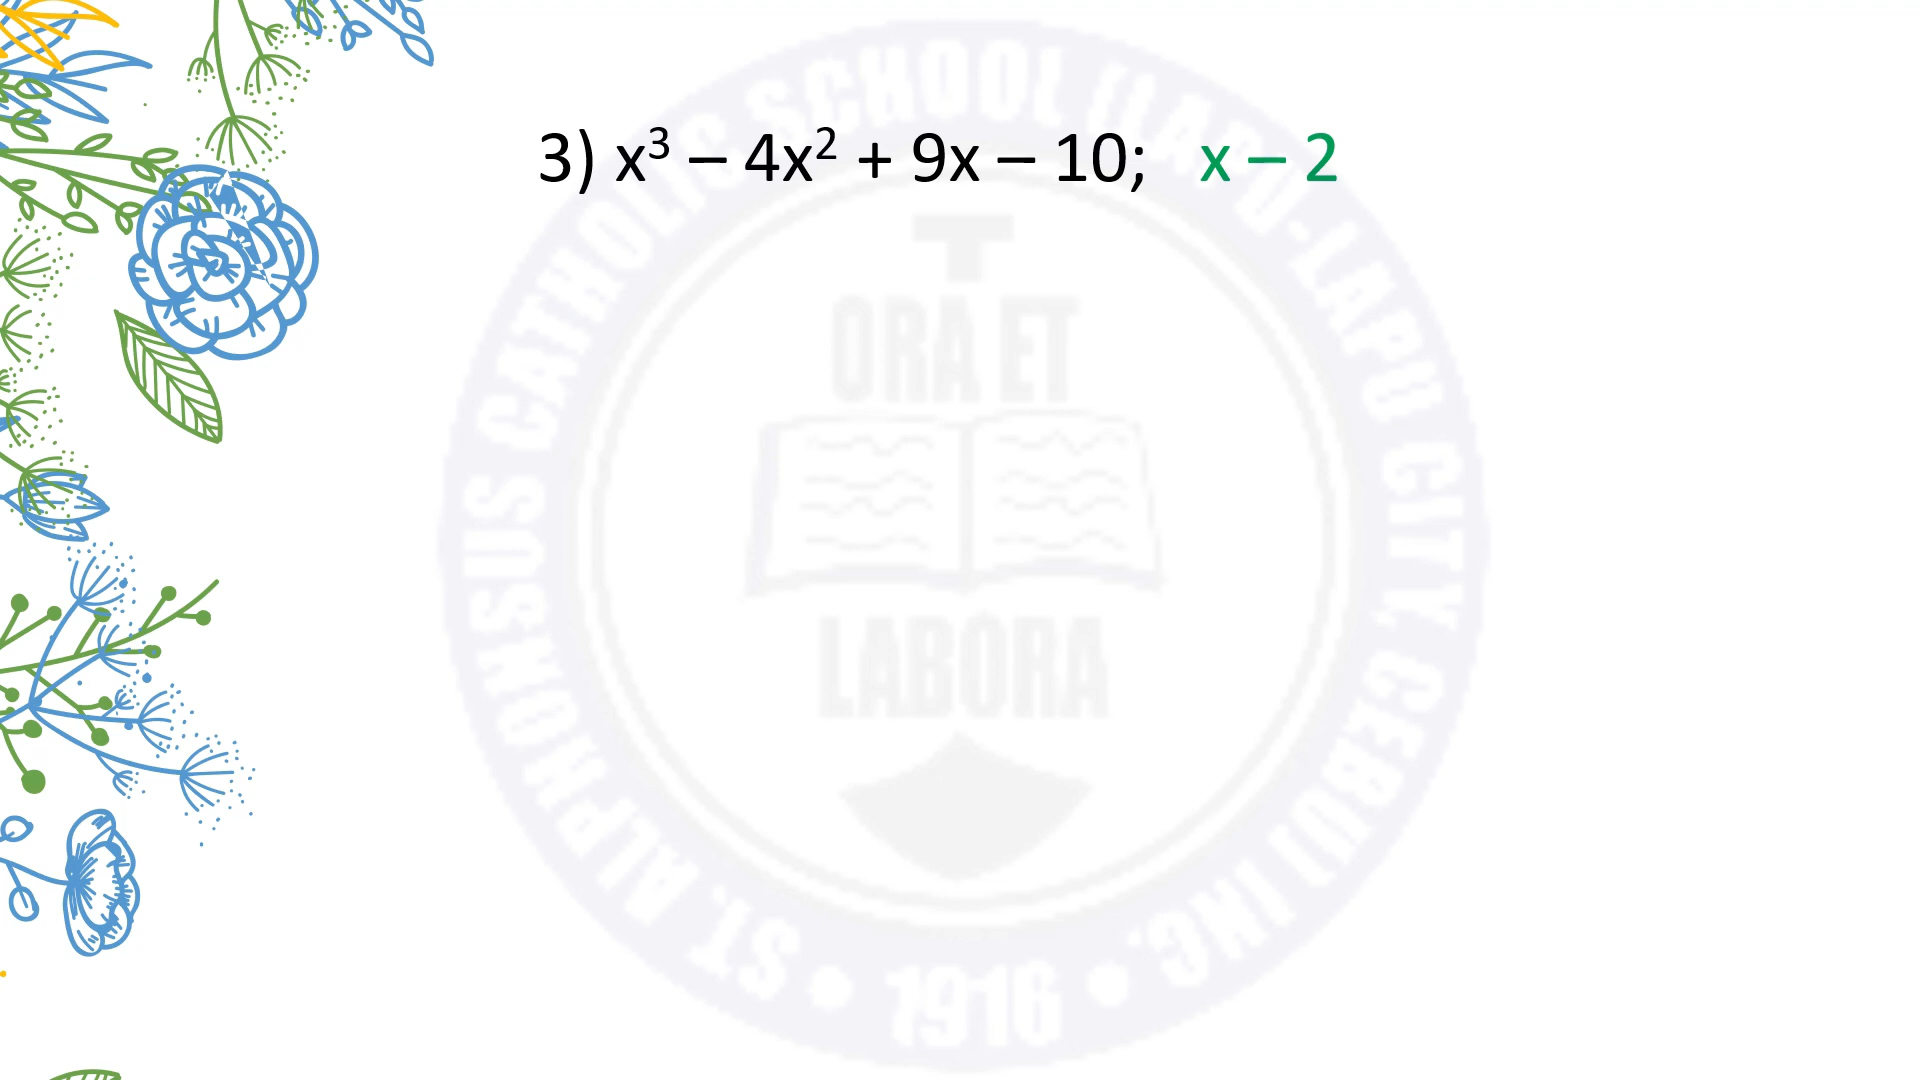 3) x³ – 4x² + 9x – 10; x – 2
ST. ALPHONSUS CATHOLIC SCHOOL (LAPU-LAPU CITY, CEBU) INC.
ORA ET
LABORA
• 1916 •